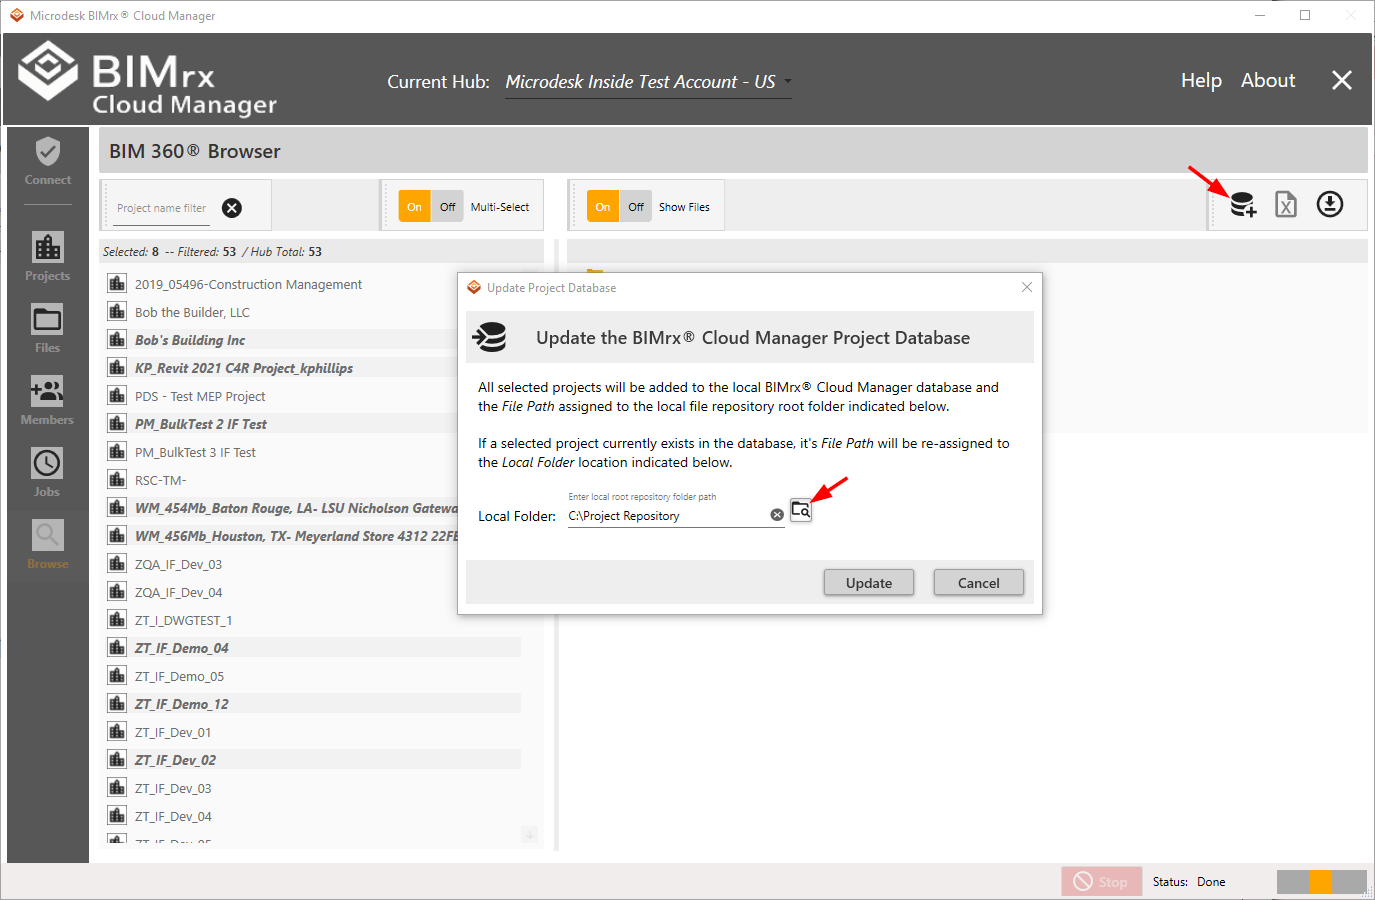 Microdesk BIMrx® Cloud Manager
BIMrx
Cloud Manager
Current Hub: Microdesk Inside Test Account - US
Help About
BIM 360® Browser
Connect
Projects
Files
Members
Jobs
Browse
Project name filter
On Off Multi-Select
On Off Show Files
Selected: 8 -- Filtered: 53 / Hub Total: 53
2019_05496-Construction Management
Bob the Builder, LLC
Bob's Building Inc
KP_Revit 2021 C4R Project_kphillips
PDS - Test MEP Project
PM_BulkTest 2 IF Test
PM_BulkTest 3 IF Test
RSC-TM-
WM_454Mb_Baton Rouge, LA- LSU Nicholson Gatewa
WM_456Mb_Houston, TX- Meyerland Store 4312 22FE
ZQA_IF_Dev_03
ZQA_IF_Dev_04
ZT_I_DWGTEST_1
ZT_IF_Demo_04
ZT_IF_Demo_05
ZT_IF_Demo_12
ZT_IF_Dev_01
ZT_IF_Dev_02
ZT_IF_Dev_03
ZT_IF_Dev_04
Update Project Database
Update the BIMrx® Cloud Manager Project Database
All selected projects will be added to the local BIMrx® Cloud Manager database and
the File Path assigned to the local file repository root folder indicated below.
If a selected project currently exists in the database, it's File Path will be re-assigned to
the Local Folder location indicated below.
Enter local root repository folder path
Local Folder: C:\Project Repository
Update Cancel
Stop Status: Done